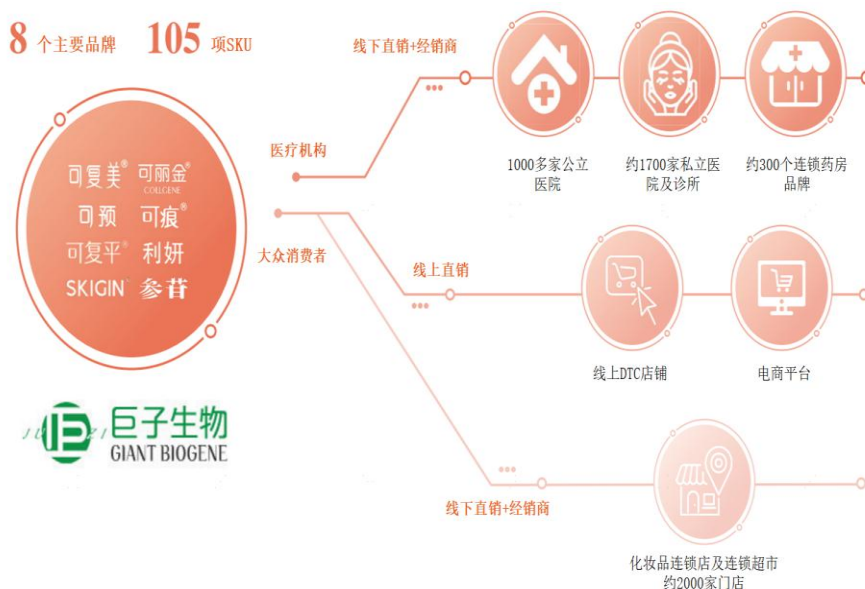 8 个主要品牌 105 项SKU
可复美® 可丽金®
COLLGENE
可预 可痕®
可复平® 利妍
SKIGIN 参苷
巨子生物
GIANT BIOGENE
医疗机构
大众消费者
线下直销+经销商
1000多家公立
医院
约1700家私立医
院及诊所
约300个连锁药房
品牌
线上直销
线上DTC店铺
电商平台
线下直销+经销商
化妆品连锁店及连锁超市
约2000家门店